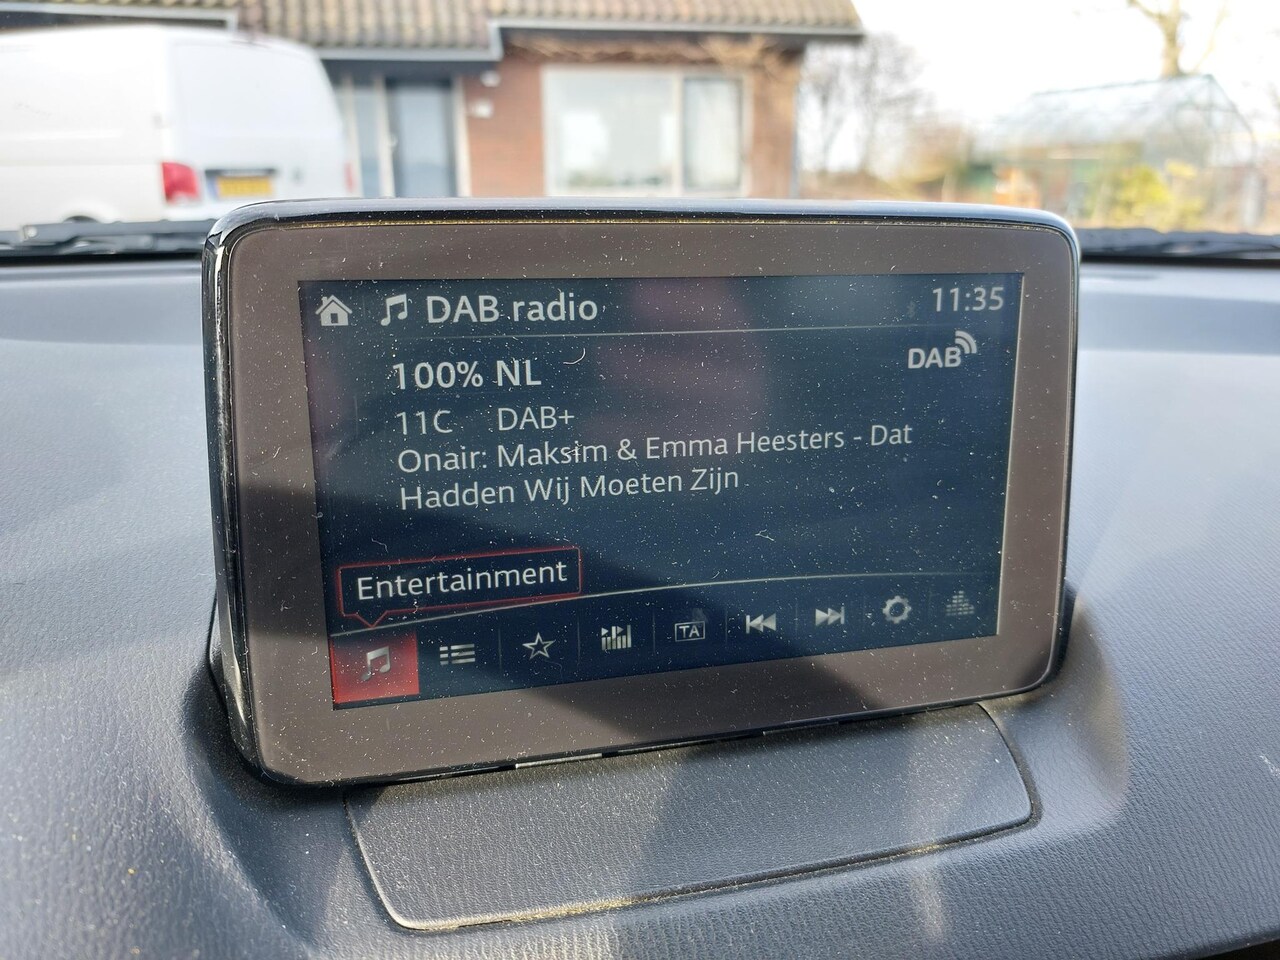 DAB radio
11:35
DAB
100% NL
11C DAB+
Onair: Maksim & Emma Heesters - Dat
Hadden Wij Moeten Zijn
Entertainment
TA